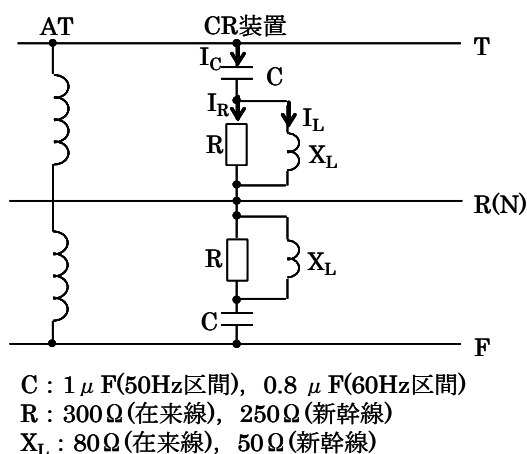 AT
CR装置
T
I_C
C
I_R
I_L
R
X_L
R(N)
R
X_L
C
F
C:1μF(50Hz区間), 0.8 μF(60Hz区間)
R:300Ω(在来線), 250Ω(新幹線)
X_L:80Ω(在来線), 50Ω(新幹線)